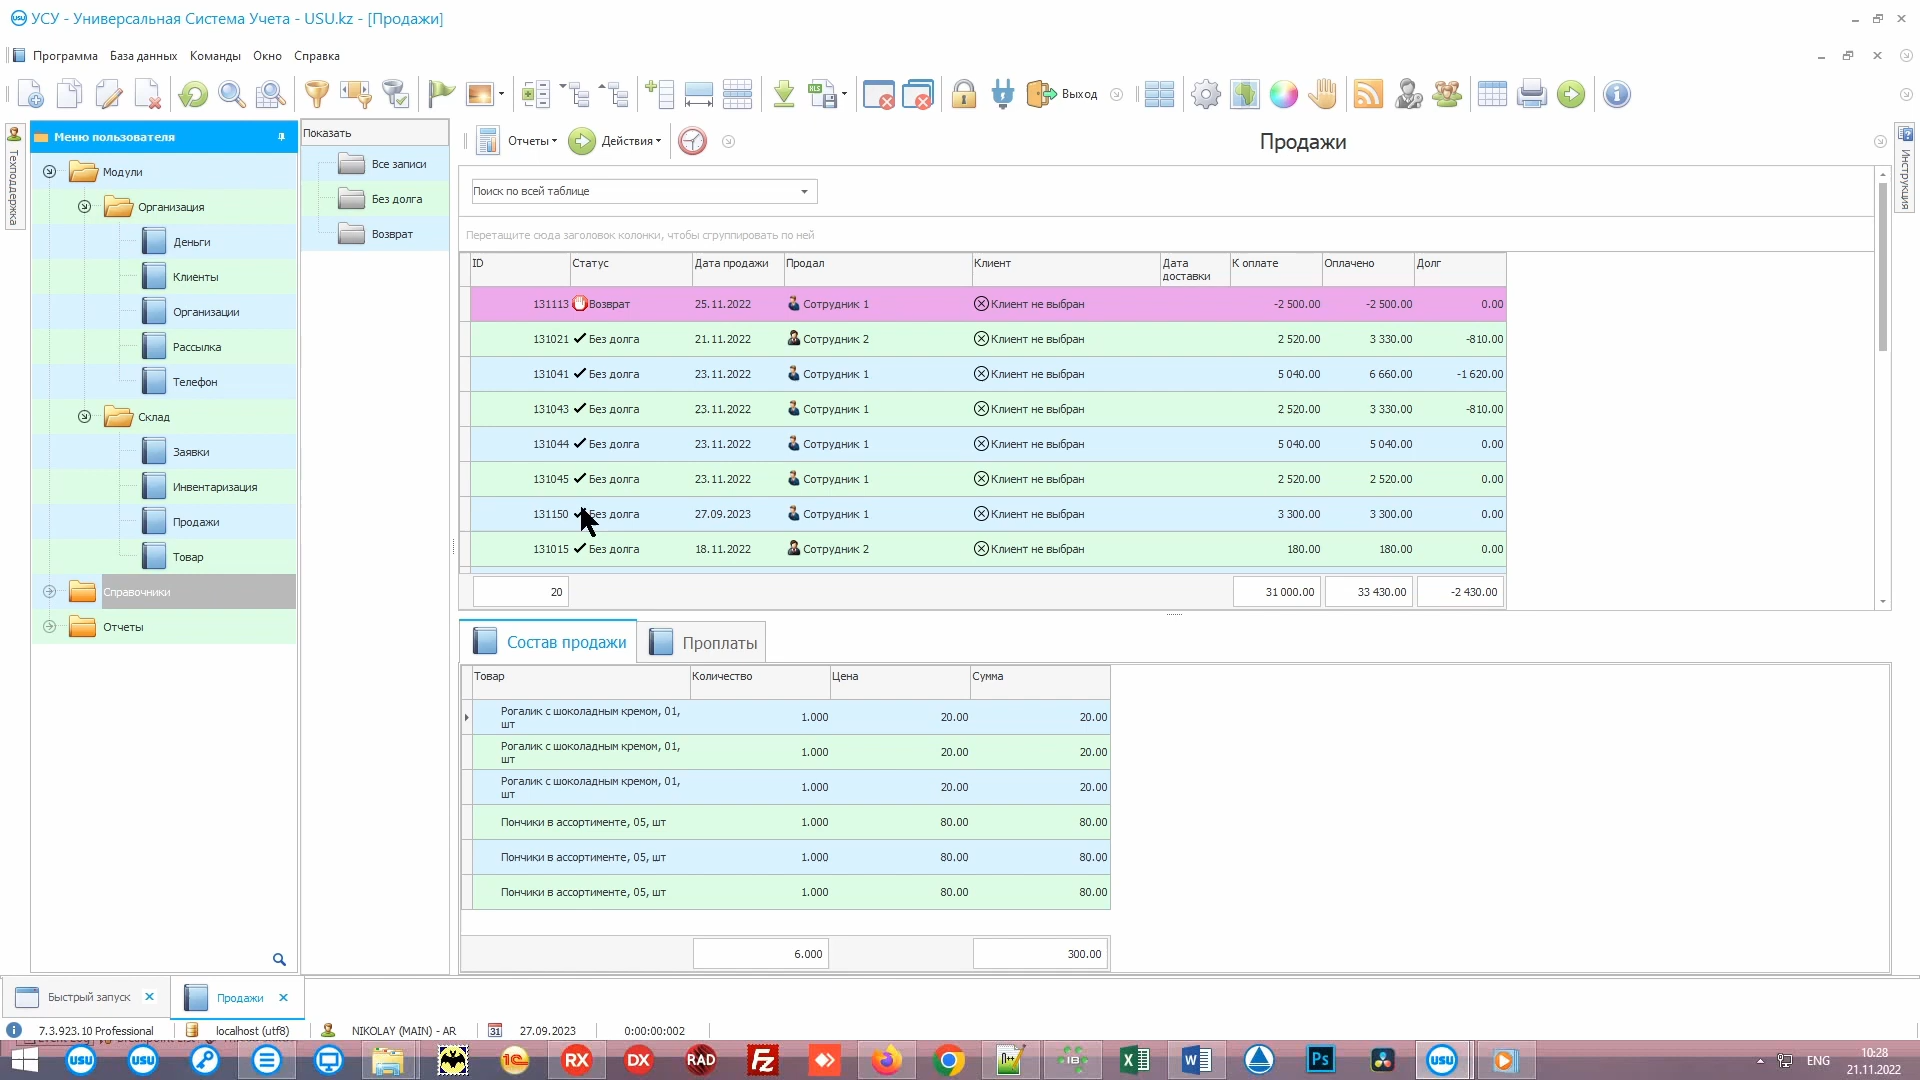 УСУ - Универсальная Система Учета - USU.kz - [Продажи]
Программа База данных Команды Окно Справка
Выход
Техподдержка
Меню пользователя
Модули
Организация
Деньги
Клиенты
Организации
Рассылка
Телефон
Склад
Заявки
Инвентаризация
Продажи
Товар
Справочники
Отчеты
Показать
Все записи
Без долга
Возврат
Отчеты Действия
Продажи
Инструкция
Поиск по всей таблице
Перетащите сюда заголовок колонки, чтобы сгруппировать по ней
ID Статус Дата продажи Продал Клиент Дата доставки К оплате Оплачено Долг
131113 Возврат 25.11.2022 Сотрудник 1 Клиент не выбран -2 500.00 -2 500.00 0.00
131021 Без долга 21.11.2022 Сотрудник 2 Клиент не выбран 2 520.00 3 330.00 -810.00
131041 Без долга 23.11.2022 Сотрудник 1 Клиент не выбран 5 040.00 6 660.00 -1 620.00
131043 Без долга 23.11.2022 Сотрудник 1 Клиент не выбран 2 520.00 3 330.00 -810.00
131044 Без долга 23.11.2022 Сотрудник 1 Клиент не выбран 5 040.00 5 040.00 0.00
131045 Без долга 23.11.2022 Сотрудник 1 Клиент не выбран 2 520.00 2 520.00 0.00
131150 Без долга 27.09.2023 Сотрудник 1 Клиент не выбран 3 300.00 3 300.00 0.00
131015 Без долга 18.11.2022 Сотрудник 2 Клиент не выбран 180.00 180.00 0.00
20 31 000.00 33 430.00 -2 430.00
Состав продажи Проплаты
Товар Количество Цена Сумма
Рогалик с шоколадным кремом, 01, шт 1.000 20.00 20.00
Рогалик с шоколадным кремом, 01, шт 1.000 20.00 20.00
Рогалик с шоколадным кремом, 01, шт 1.000 20.00 20.00
Пончики в ассортименте, 05, шт 1.000 80.00 80.00
Пончики в ассортименте, 05, шт 1.000 80.00 80.00
Пончики в ассортименте, 05, шт 1.000 80.00 80.00
6.000 300.00
Быстрый запуск Продажи
7.3.923.10 Professional localhost (utf8) NIKOLAY (MAIN) - AR 31 27.09.2023 0:00:00:002
USU USU 1C RX DX RAD FZ IB Ps USU ENG
10:28
21.11.2022